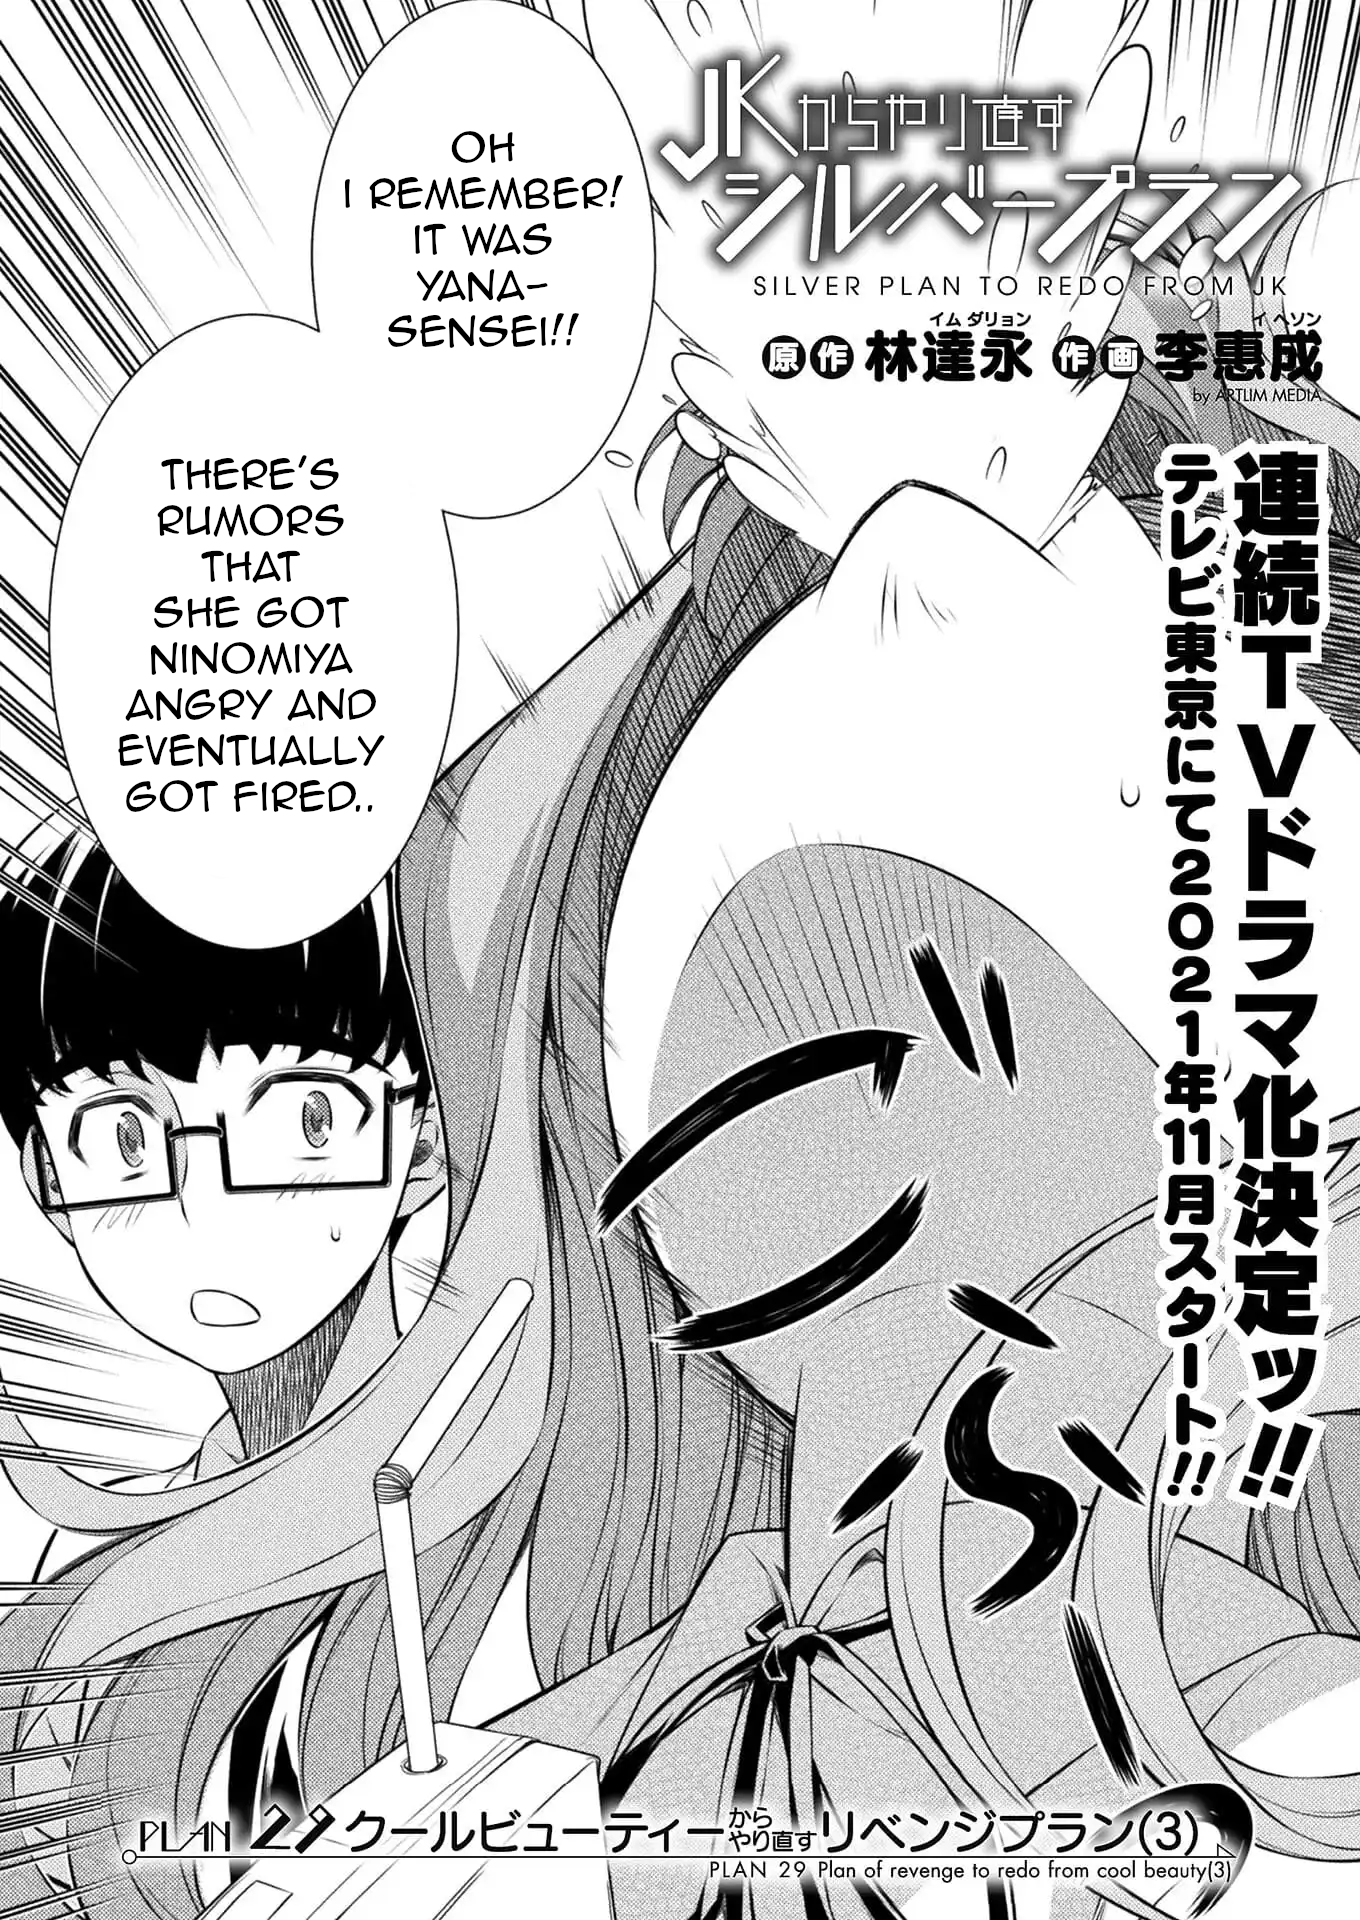 JKからやり直す
シルバープラン
SILVER PLAN TO REDO FROM JK
イム ダリョン
イ ヘソン
原作 林達永 作画 李惠成
by ARTLIM MEDIA
連続TVドラマ化決定ッ!!
テレビ東京にて2021年11月スタート!!
OH
I REMEMBER!
IT WAS
YANA-
SENSEI!!
THERE'S
RUMORS
THAT
SHE GOT
NINOMIYA
ANGRY AND
EVENTUALLY
GOT FIRED..
PLAN 29 クールビューティーからやり直すリベンジプラン(3)
PLAN 29 Plan of revenge to redo from cool beauty(3)